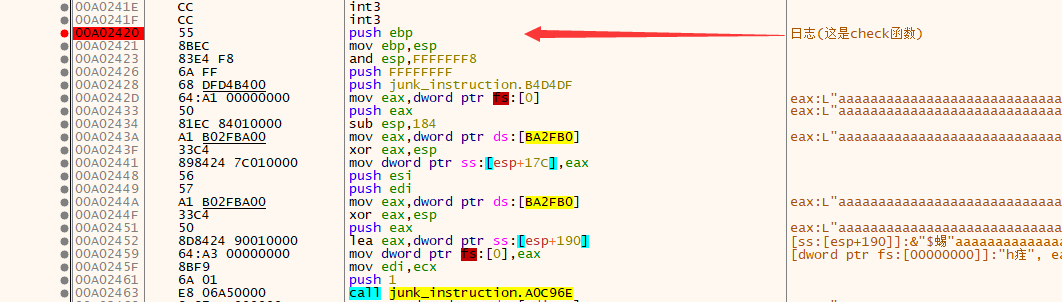 00A0241E CC int3
00A0241F CC int3
00A02420 55 push ebp 日志(这是check函数)
00A02421 8BEC mov ebp,esp
00A02423 83E4 F8 and esp,FFFFFFF8
00A02426 6A FF push FFFFFFFF
00A02428 68 DFD4B400 push junk_instruction.B4D4DF
00A0242D 64:A1 00000000 mov eax,dword ptr fs:[0] eax:L"aaaaaaaaaaaaaaaaaaaaaaaaaaaaa
00A02433 50 push eax eax:L"aaaaaaaaaaaaaaaaaaaaaaaaaaaaa
00A02434 81EC 84010000 sub esp,184
00A0243A A1 B02FBA00 mov eax,dword ptr ds:[BA2FB0] eax:L"aaaaaaaaaaaaaaaaaaaaaaaaaaaaa
00A0243F 33C4 xor eax,esp
00A02441 898424 7C010000 mov dword ptr ss:[esp+17C],eax
00A02448 56 push esi
00A02449 57 push edi
00A0244A A1 B02FBA00 mov eax,dword ptr ds:[BA2FB0] eax:L"aaaaaaaaaaaaaaaaaaaaaaaaaaaaa
00A0244F 33C4 xor eax,esp
00A02451 50 push eax eax:L"aaaaaaaaaaaaaaaaaaaaaaaaaaaaa
00A02452 8D8424 90010000 lea eax,dword ptr ss:[esp+190] [ss:[esp+190]]:&"$蜴"aaaaaaaaaaaaaa
00A02459 64:A3 00000000 mov dword ptr fs:[0],eax [dword ptr fs:[00000000]]:"h疰", ea
00A0245F 8BF9 mov edi,ecx
00A02461 6A 01 push 1
00A02463 E8 06A50000 call junk_instruction.A0C96E